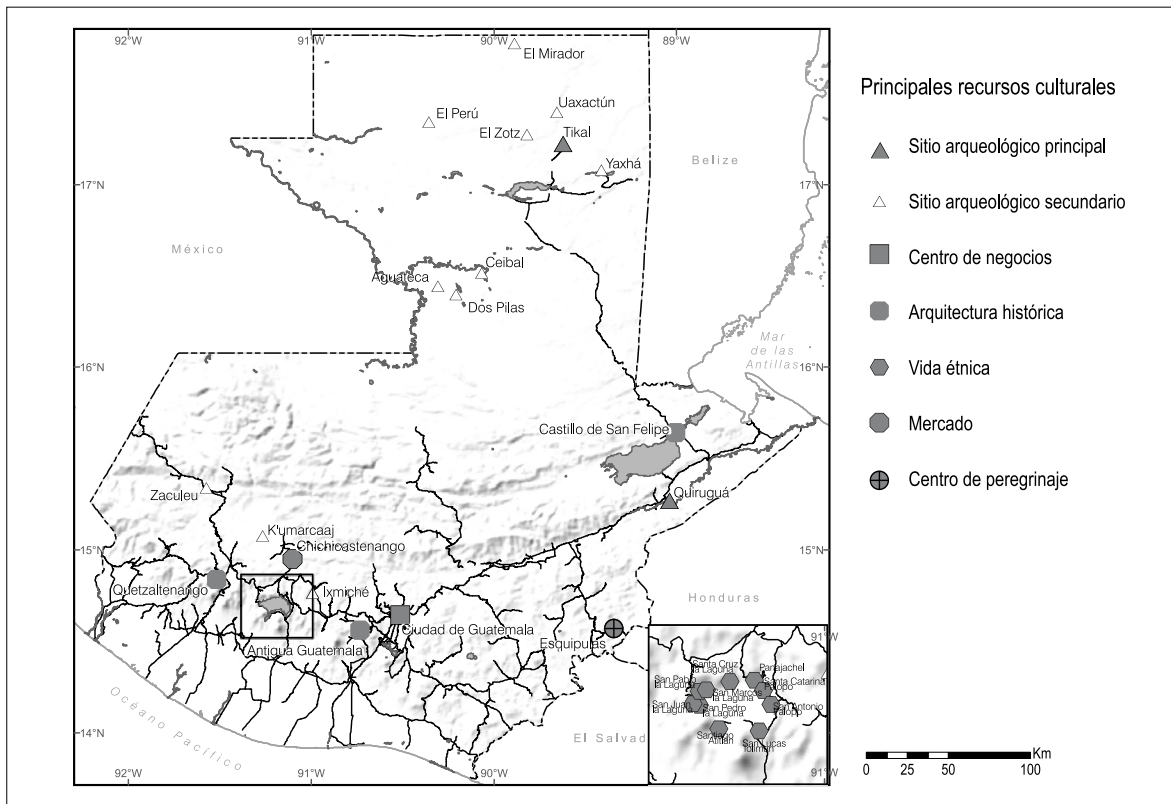 92°W
91°W
90°W
89°W
El Mirador
Uaxactún
El Perú
El Zotz
Tikal
Yaxhá
Belize
17°N
17°N
México
Ceibal
Aguateca
Dos Pilas
Mar
de las
Antillas
16°N
16°N
Castillo de San Felipe
Zaculeu
Quiruguá
K'umarcaaj
Chichicastenango
15°N
15°N
Quetzaltenango
Ixmiché
Honduras
Ciudad de Guatemala
Antigua Guatemala
Esquipulas
Océano Pacífico
El Salvad
14°N
14°N
92°W
91°W
90°W
91°W
Santa Cruz
la Laguna
Panajachel
San Pablo
la Laguna
Santa Catarina
Palopo
San Marcos
la Laguna
San Juan
la Laguna
San Pedro
la Laguna
San Antonio
Palopo
Santiago
Atitlán
San Lucas
Tolimán
91°W
Principales recursos culturales
Sitio arqueológico principal
Sitio arqueológico secundario
Centro de negocios
Arquitectura histórica
Vida étnica
Mercado
Centro de peregrinaje
Km
0 25 50 100